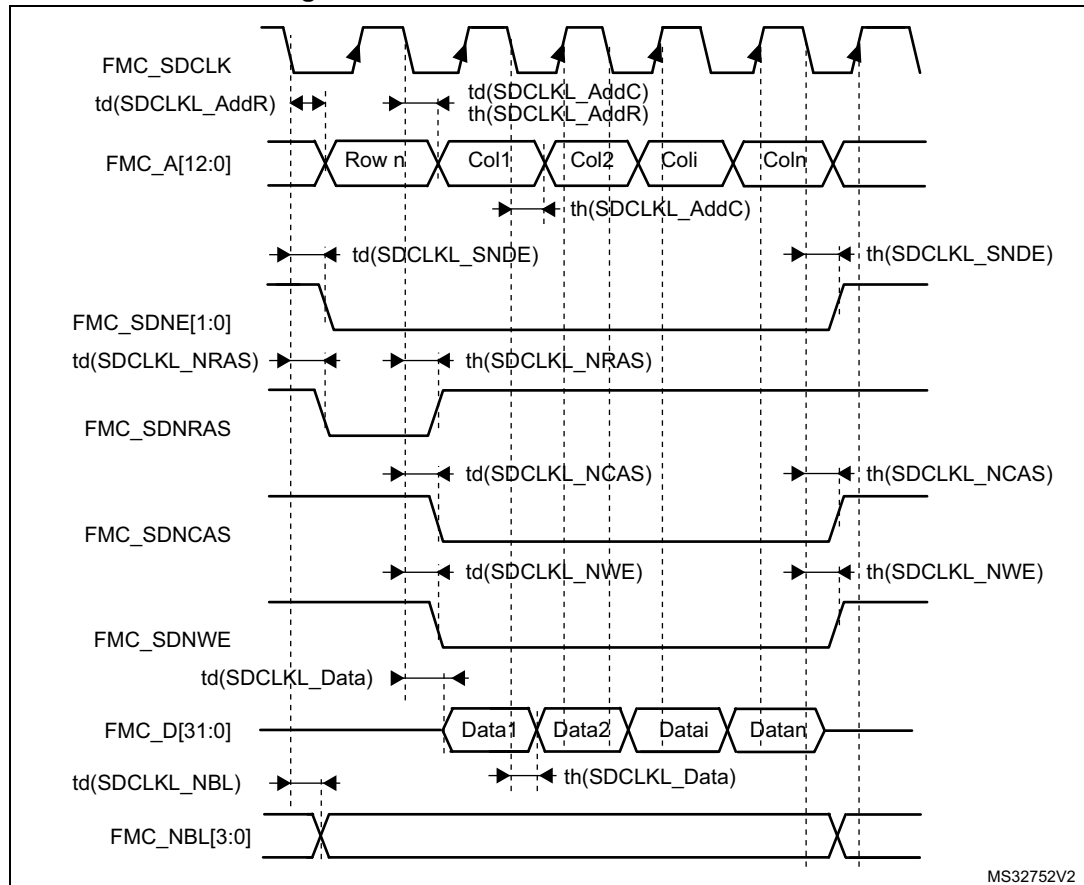 FMC_SDCLK
td(SDCLKL_AddR)
td(SDCLKL_AddC)
th(SDCLKL_AddR)
FMC_A[12:0]
Row n
Col1
Col2
Coli
Coln
th(SDCLKL_AddC)
td(SDCLKL_SNDE)
th(SDCLKL_SNDE)
FMC_SDNE[1:0]
td(SDCLKL_NRAS)
th(SDCLKL_NRAS)
FMC_SDNRAS
td(SDCLKL_NCAS)
th(SDCLKL_NCAS)
FMC_SDNCAS
td(SDCLKL_NWE)
th(SDCLKL_NWE)
FMC_SDNWE
td(SDCLKL_Data)
FMC_D[31:0]
Data1
Data2
Datai
Datan
td(SDCLKL_NBL)
th(SDCLKL_Data)
FMC_NBL[3:0]
MS32752V2